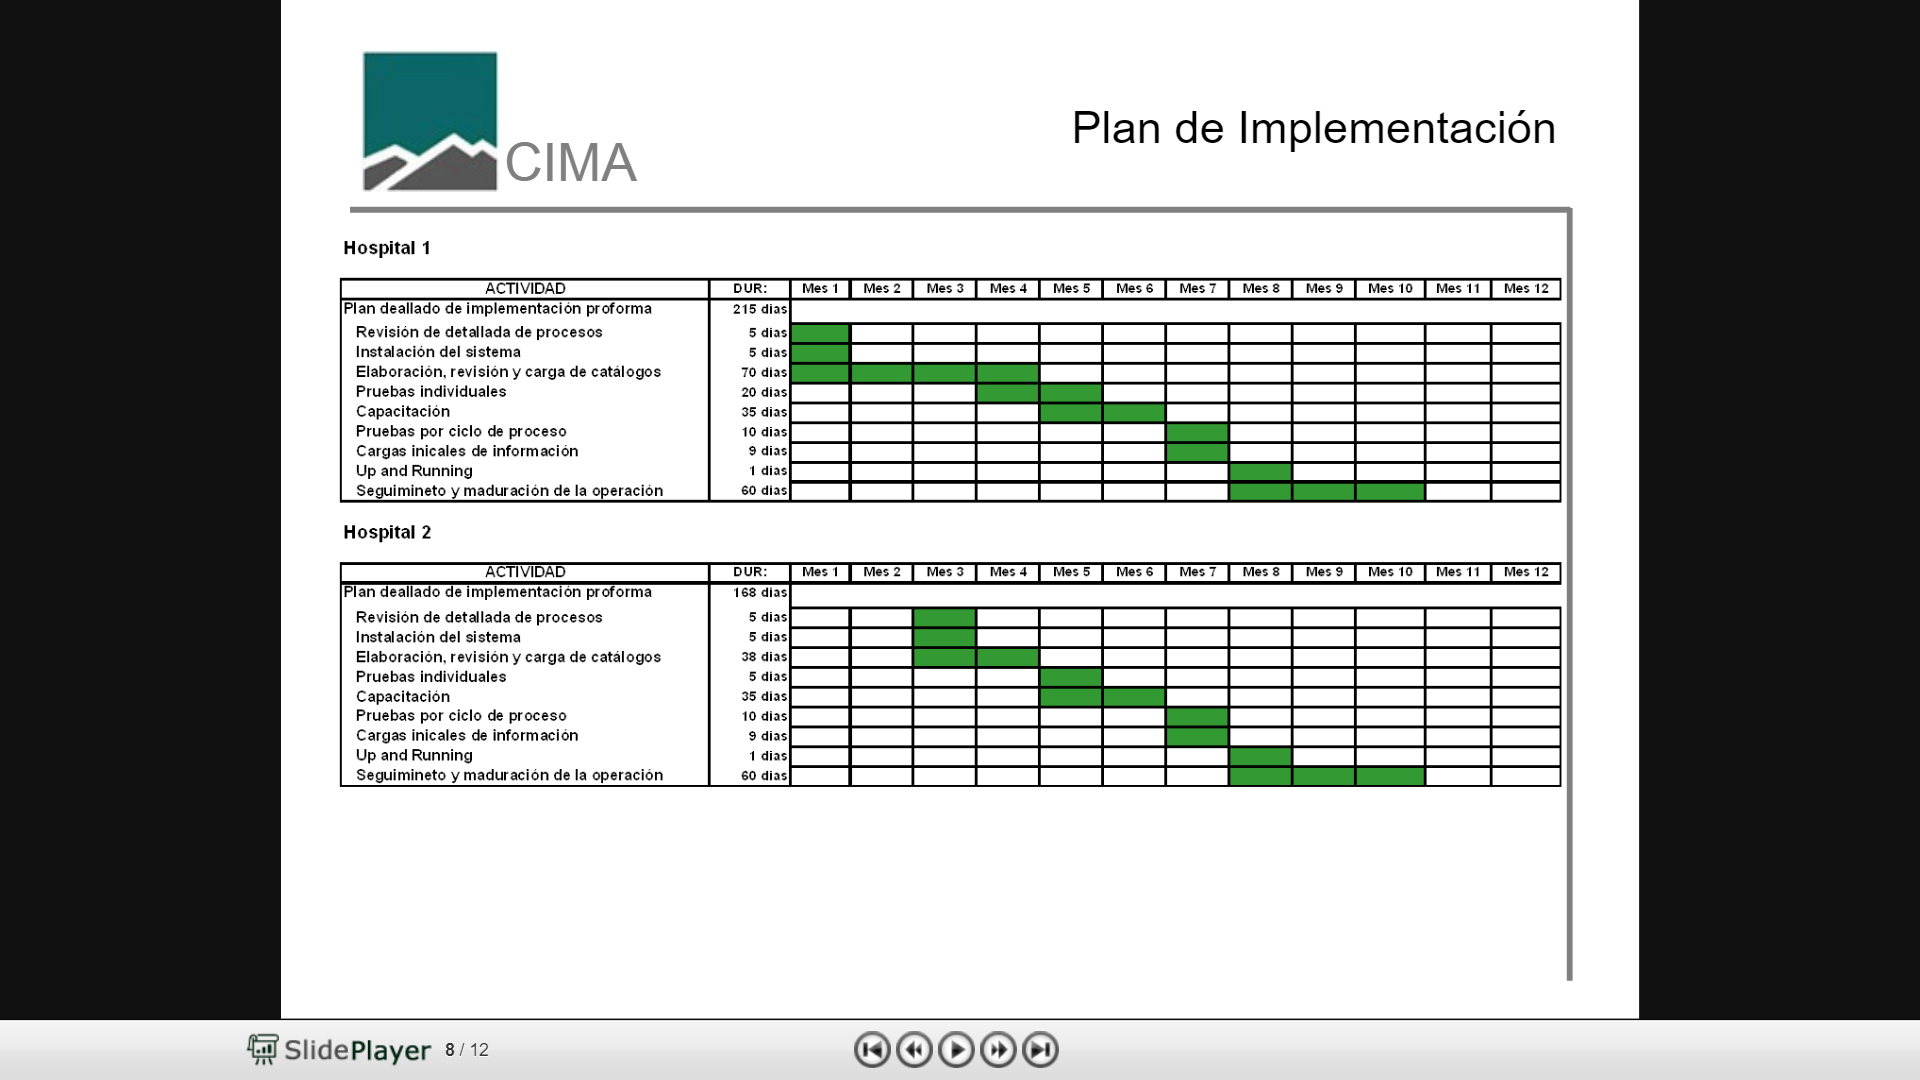 CIMA
Plan de Implementación
Hospital 1
ACTIVIDAD DUR: Mes 1 Mes 2 Mes 3 Mes 4 Mes 5 Mes 6 Mes 7 Mes 8 Mes 9 Mes 10 Mes 11 Mes 12
Plan deallado de implementación proforma 215 dias
Revisión de detallada de procesos 5 dias
Instalación del sistema 5 dias
Elaboración, revisión y carga de catálogos 70 dias
Pruebas individuales 20 dias
Capacitación 35 dias
Pruebas por ciclo de proceso 10 dias
Cargas inicales de información 9 dias
Up and Running 1 dias
Seguimineto y maduración de la operación 60 dias
Hospital 2
ACTIVIDAD DUR: Mes 1 Mes 2 Mes 3 Mes 4 Mes 5 Mes 6 Mes 7 Mes 8 Mes 9 Mes 10 Mes 11 Mes 12
Plan deallado de implementación proforma 168 dias
Revisión de detallada de procesos 5 dias
Instalación del sistema 5 dias
Elaboración, revisión y carga de catálogos 38 dias
Pruebas individuales 5 dias
Capacitación 35 dias
Pruebas por ciclo de proceso 10 dias
Cargas inicales de información 9 dias
Up and Running 1 dias
Seguimineto y maduración de la operación 60 dias
SlidePlayer 8 / 12